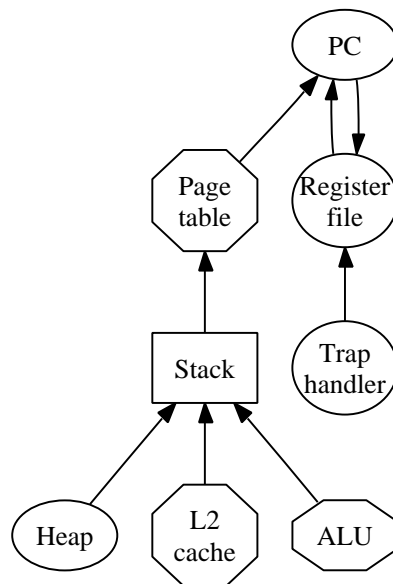 PC
Page
table
Register
file
Stack
Trap
handler
Heap
L2
cache
ALU